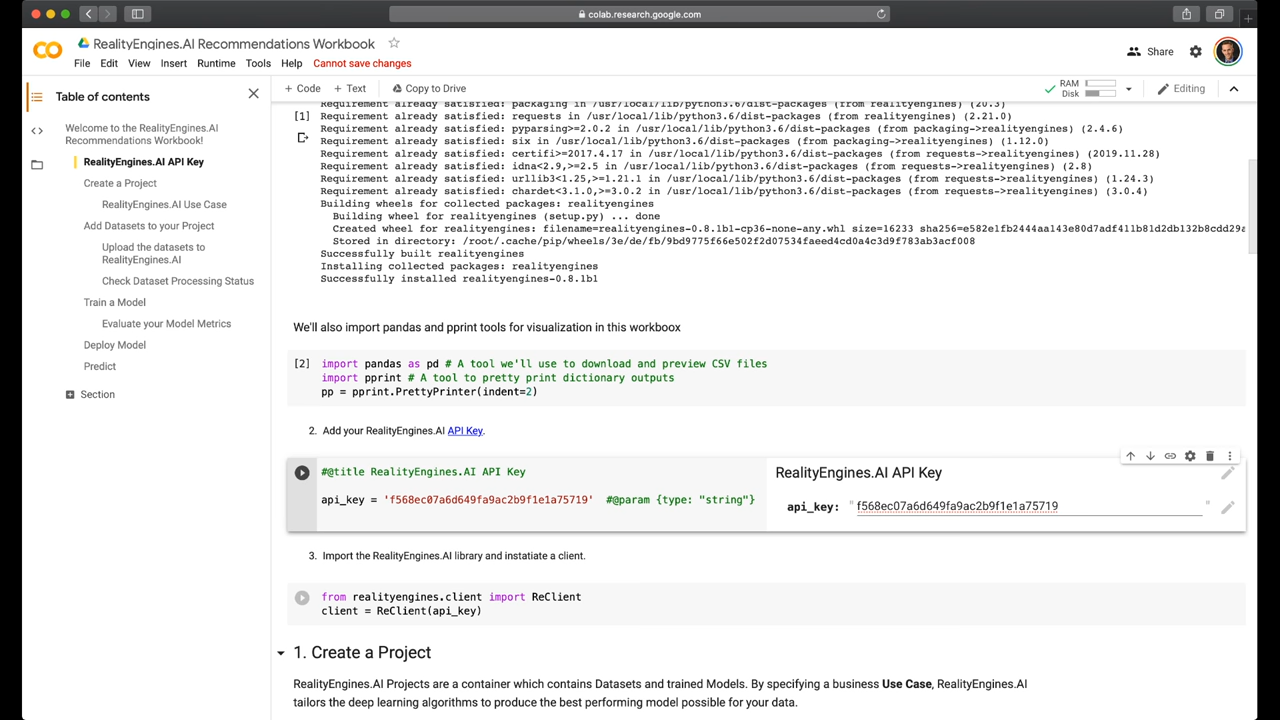 colab.research.google.com
RealityEngines.AI Recommendations Workbook
File Edit View Insert Runtime Tools Help Cannot save changes
Share
+ Code + Text Copy to Drive
RAM
Disk
Editing
Table of contents
Welcome to the RealityEngines.AI
Recommendations Workbook!
RealityEngines.AI API Key
Create a Project
RealityEngines.AI Use Case
Add Datasets to your Project
Upload the datasets to
RealityEngines.AI
Check Dataset Processing Status
Train a Model
Evaluate your Model Metrics
Deploy Model
Predict
Section
Requirement already satisfied: packaging in /usr/local/lib/python3.6/dist-packages (from realityengines) (20.3)
[1] Requirement already satisfied: requests in /usr/local/lib/python3.6/dist-packages (from realityengines) (2.21.0)
Requirement already satisfied: pyparsing>=2.0.2 in /usr/local/lib/python3.6/dist-packages (from packaging->realityengines) (2.4.6)
Requirement already satisfied: six in /usr/local/lib/python3.6/dist-packages (from packaging->realityengines) (1.12.0)
Requirement already satisfied: certifi>=2017.4.17 in /usr/local/lib/python3.6/dist-packages (from requests->realityengines) (2019.11.28)
Requirement already satisfied: idna<2.9,>=2.5 in /usr/local/lib/python3.6/dist-packages (from requests->realityengines) (2.8)
Requirement already satisfied: urllib3<1.25,>=1.21.1 in /usr/local/lib/python3.6/dist-packages (from requests->realityengines) (1.24.3)
Requirement already satisfied: chardet<3.1.0,>=3.0.2 in /usr/local/lib/python3.6/dist-packages (from requests->realityengines) (3.0.4)
Building wheels for collected packages: realityengines
Building wheel for realityengines (setup.py) ... done
Created wheel for realityengines: filename=realityengines-0.8.1b1-cp36-none-any.whl size=16233 sha256=e582e1fb2444aa143e80d7adf411b81d2db132b8cdd29a
Stored in directory: /root/.cache/pip/wheels/3e/de/fb/9bd9775f66e502f2d07534faeed4cd0a4c3d9f783ab3acf008
Successfully built realityengines
Installing collected packages: realityengines
Successfully installed realityengines-0.8.1b1
We'll also import pandas and pprint tools for visualization in this workboox
[2] import pandas as pd # A tool we'll use to download and preview CSV files
import pprint # A tool to pretty print dictionary outputs
pp = pprint.PrettyPrinter(indent=2)
2. Add your RealityEngines.AI API Key.
#@title RealityEngines.AI API Key
api_key = 'f568ec07a6d649fa9ac2b9f1e1a75719' #@param {type: "string"}
RealityEngines.AI API Key
api_key: "f568ec07a6d649fa9ac2b9f1e1a75719"
3. Import the RealityEngines.AI library and instatiate a client.
from realityengines.client import ReClient
client = ReClient(api_key)
1. Create a Project
RealityEngines.AI Projects are a container which contains Datasets and trained Models. By specifying a business Use Case, RealityEngines.AI
tailors the deep learning algorithms to produce the best performing model possible for your data.